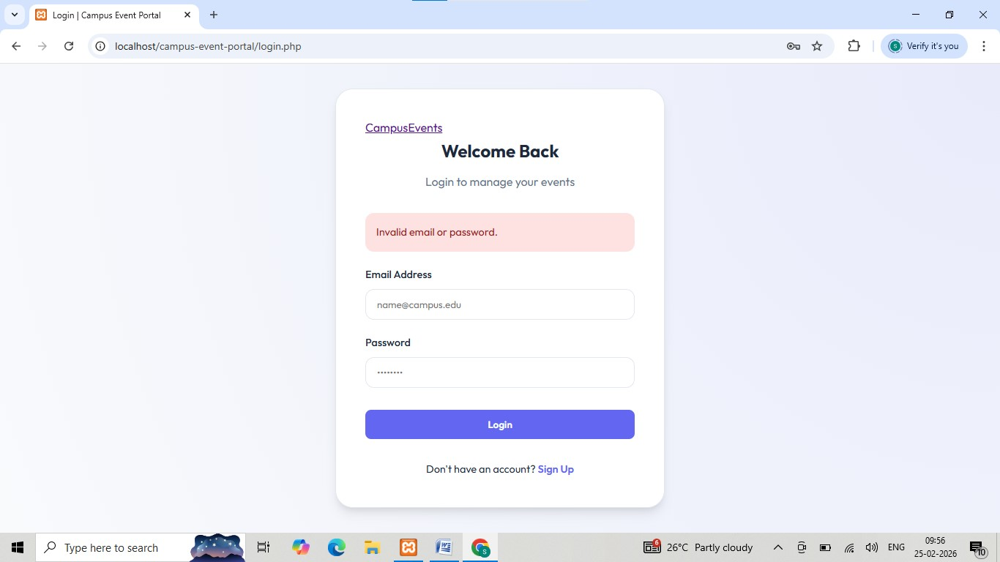 Login | Campus Event Portal
localhost/campus-event-portal/login.php
S
Verify it's you
CampusEvents
Welcome Back
Login to manage your events
Invalid email or password.
Email Address
name@campus.edu
Password
Login
Don't have an account? Sign Up
Type here to search
W
S
6
26°C Partly cloudy
ENG
09:56
25-02-2026
10